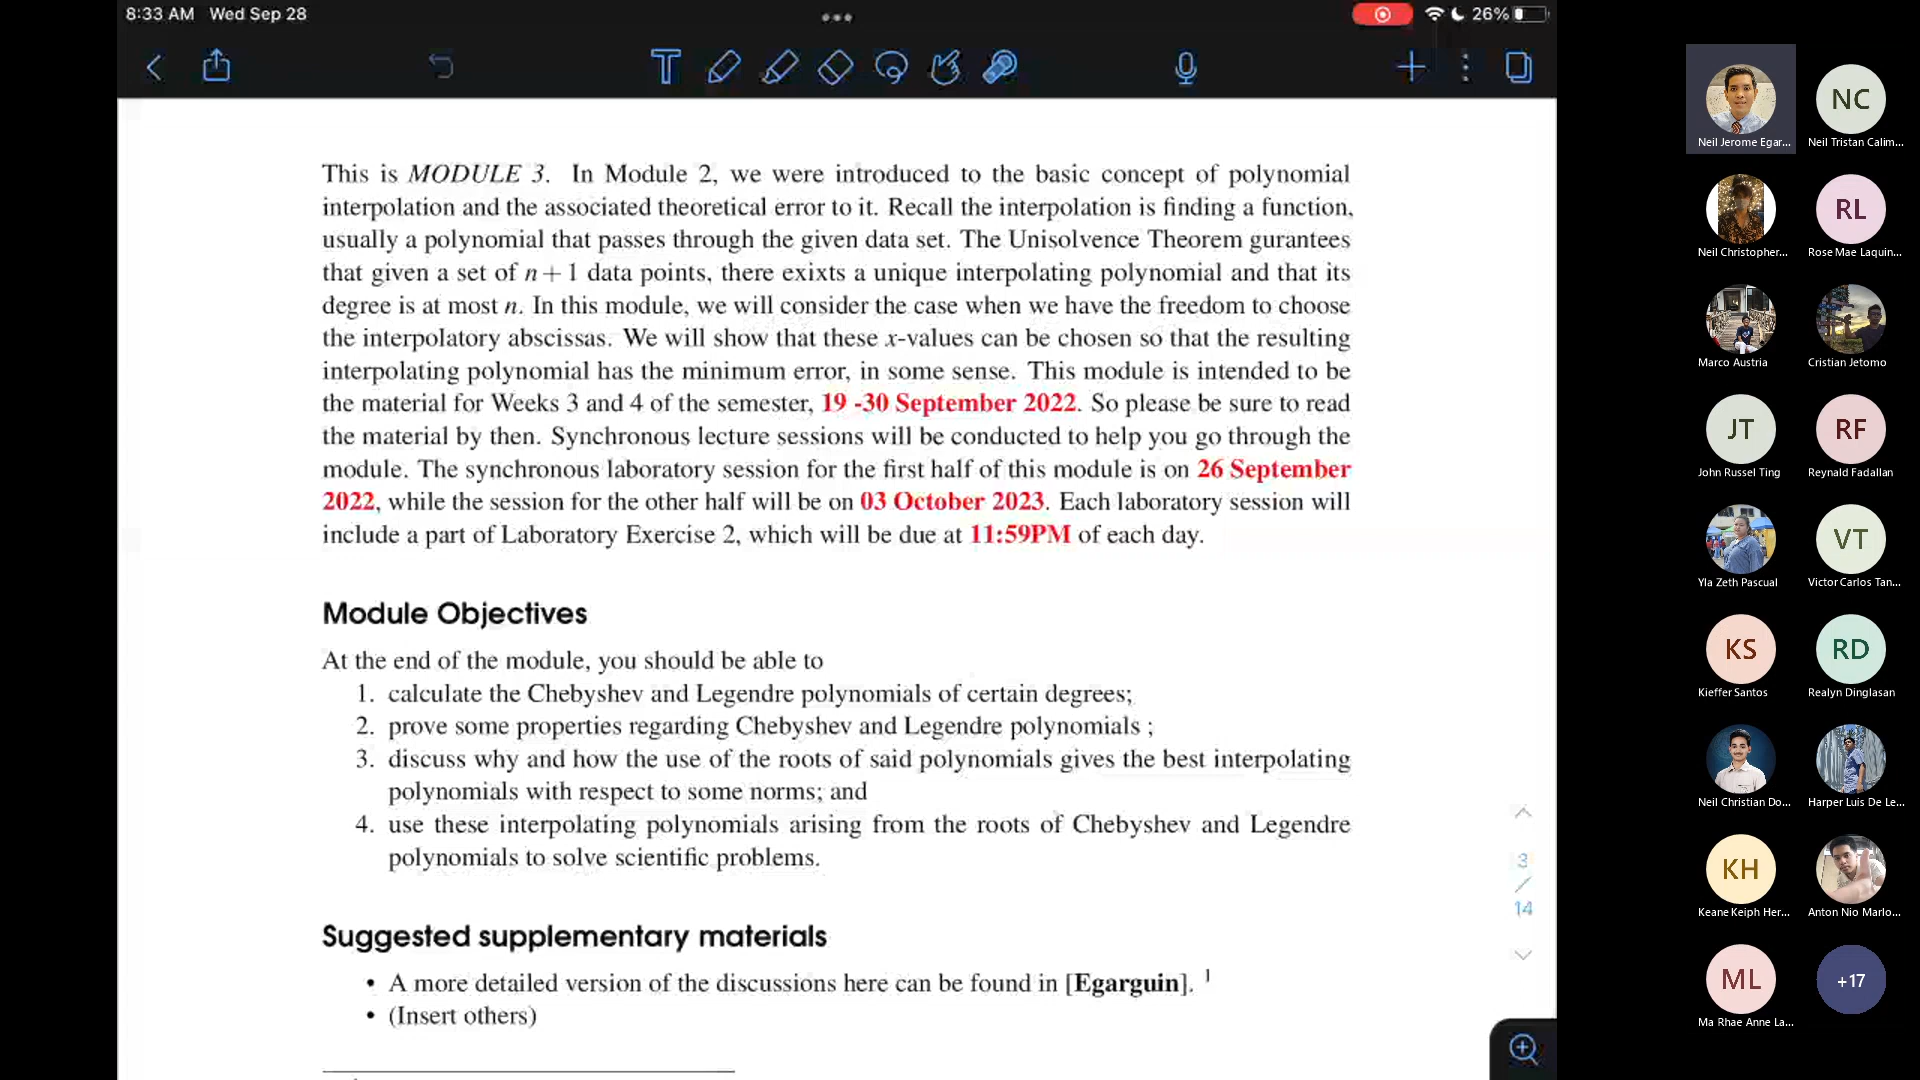 8:33 AM Wed Sep 28
26%
This is MODULE 3. In Module 2, we were introduced to the basic concept of polynomial
interpolation and the associated theoretical error to it. Recall the interpolation is finding a function,
usually a polynomial that passes through the given data set. The Unisolvence Theorem gurantees
that given a set of n+1 data points, there exixts a unique interpolating polynomial and that its
degree is at most n. In this module, we will consider the case when we have the freedom to choose
the interpolatory abscissas. We will show that these x-values can be chosen so that the resulting
interpolating polynomial has the minimum error, in some sense. This module is intended to be
the material for Weeks 3 and 4 of the semester, 19 -30 September 2022. So please be sure to read
the material by then. Synchronous lecture sessions will be conducted to help you go through the
module. The synchronous laboratory session for the first half of this module is on 26 September
2022, while the session for the other half will be on 03 October 2023. Each laboratory session will
include a part of Laboratory Exercise 2, which will be due at 11:59PM of each day.
Module Objectives
At the end of the module, you should be able to
1. calculate the Chebyshev and Legendre polynomials of certain degrees;
2. prove some properties regarding Chebyshev and Legendre polynomials ;
3. discuss why and how the use of the roots of said polynomials gives the best interpolating
polynomials with respect to some norms; and
4. use these interpolating polynomials arising from the roots of Chebyshev and Legendre
polynomials to solve scientific problems.
Suggested supplementary materials
• A more detailed version of the discussions here can be found in [Egarguin]. 1
• (Insert others)
3
/
14
Neil Jerome Egar...
NC
Neil Tristan Calim...
Neil Christopher...
RL
Rose Mae Laquin...
Marco Austria
Cristian Jetomo
JT
John Russel Ting
RF
Reynald Fadallan
Yla Zeth Pascual
VT
Victor Carlos Tan...
KS
Kieffer Santos
RD
Realyn Dinglasan
Neil Christian Do...
Harper Luis De Le...
KH
Keane Keiph Her...
Anton Nio Marlo...
ML
Ma Rhae Anne La...
+17